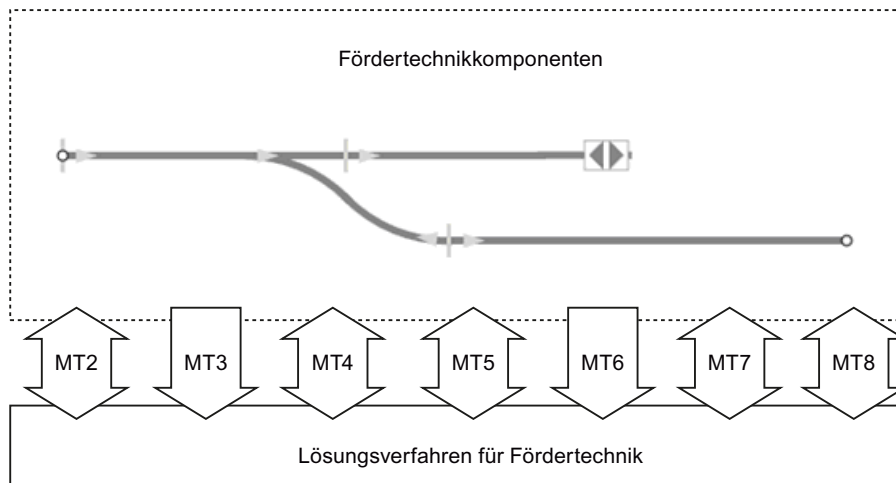 Fördertechnikkomponenten
MT2 MT3 MT4 MT5 MT6 MT7 MT8
Lösungsverfahren für Fördertechnik